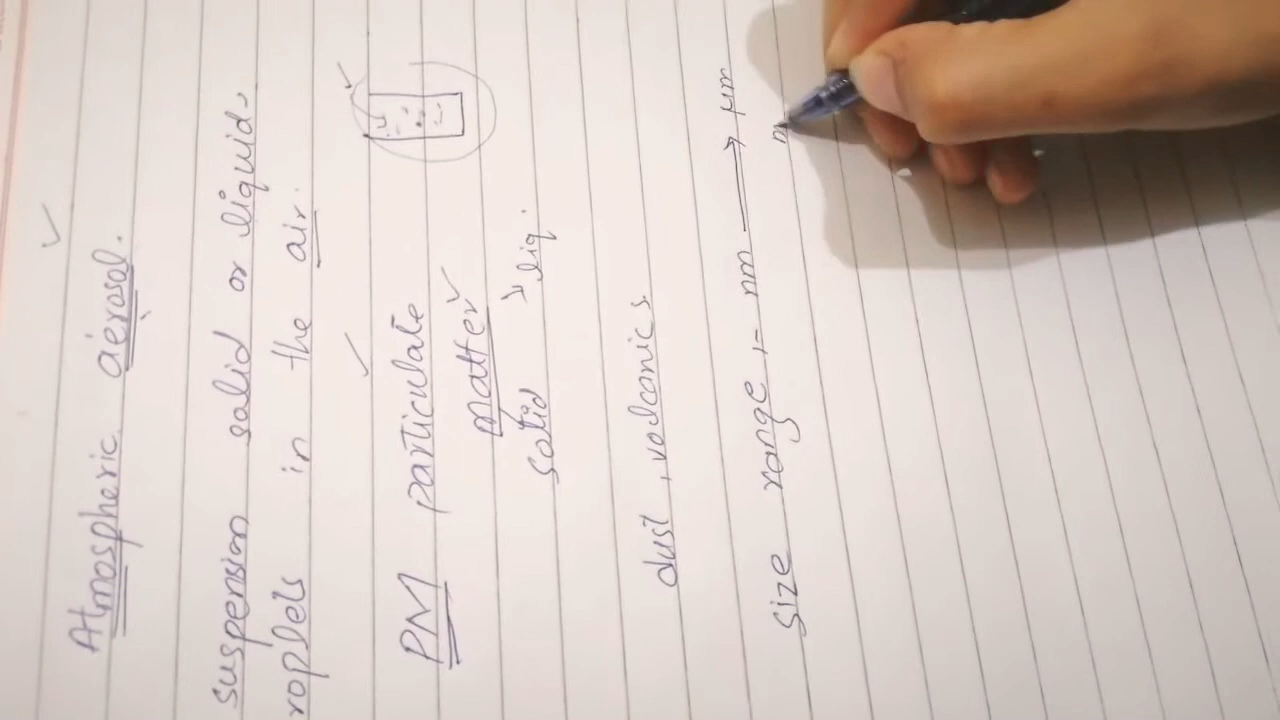 Atmospheric aerosol.
suspension solid or liquid
roplets in the air.
PM particulate
matter
solid liq.
dust, volcanics
size range :- nm → µm
n